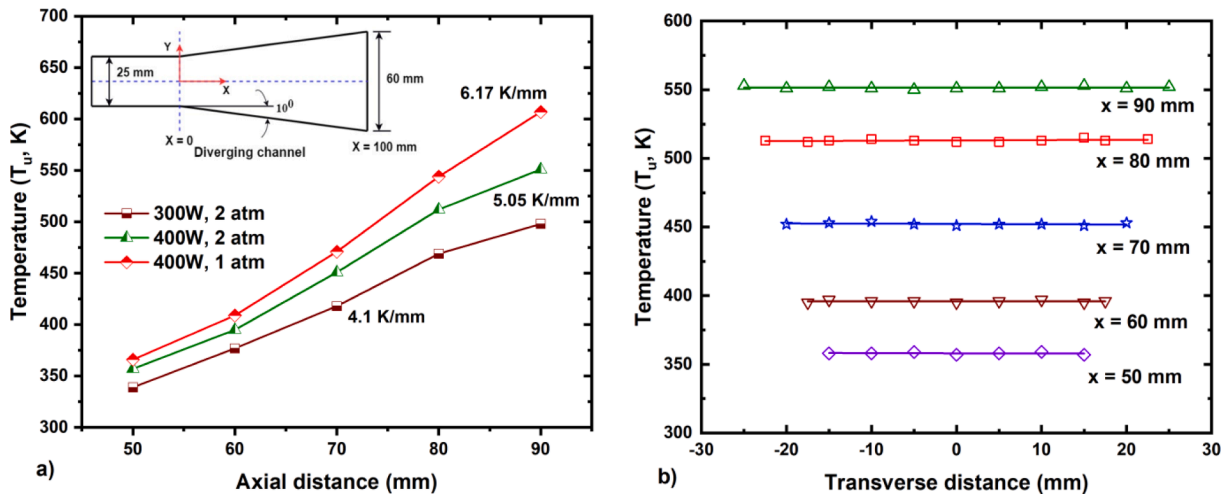 700
650
600
550
500
450
400
350
300
Temperature (Tu, K)
50
60
70
80
90
Axial distance (mm)
a)
Y
X
25 mm
60 mm
10⁰
X = 0
Diverging channel
X = 100 mm
6.17 K/mm
5.05 K/mm
4.1 K/mm
300W, 2 atm
400W, 2 atm
400W, 1 atm
600
550
500
450
400
350
300
Temperature (Tu, K)
-30
-20
-10
0
10
20
30
Transverse distance (mm)
b)
x = 90 mm
x = 80 mm
x = 70 mm
x = 60 mm
x = 50 mm